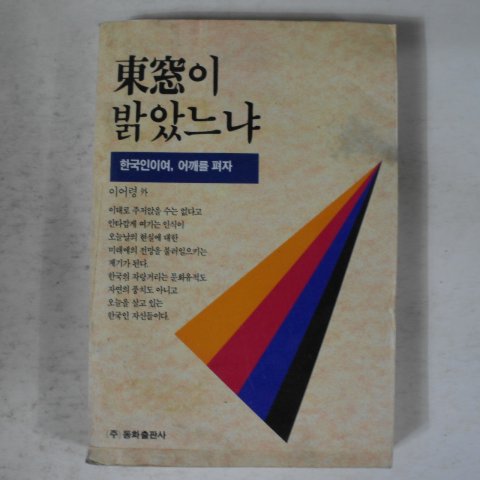 東窓이
밝았느냐
한국인이여, 어깨를 펴자
이어령 外
이대로 주저앉을 수는 없다고
안타깝게 여기는 인식이
오늘날의 현실에 대한
미래에의 전망을 불러일으키는
계기가 된다.
한국의 자랑거리는 문화유적도
자연의 풍치도 아니고
오늘을 살고 있는
한국인 자신들이다.
주 동화출판사